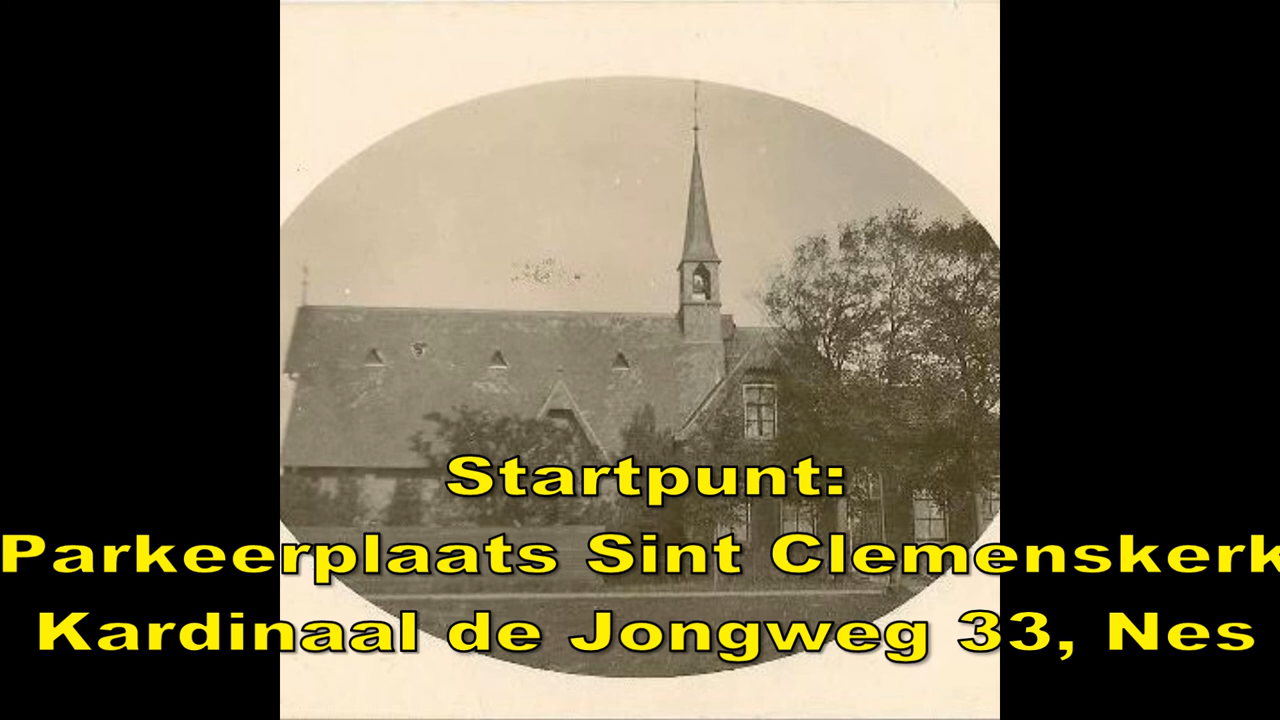 Startpunt:
Parkeerplaats Sint Clemenskerk
Kardinaal de Jongweg 33, Nes